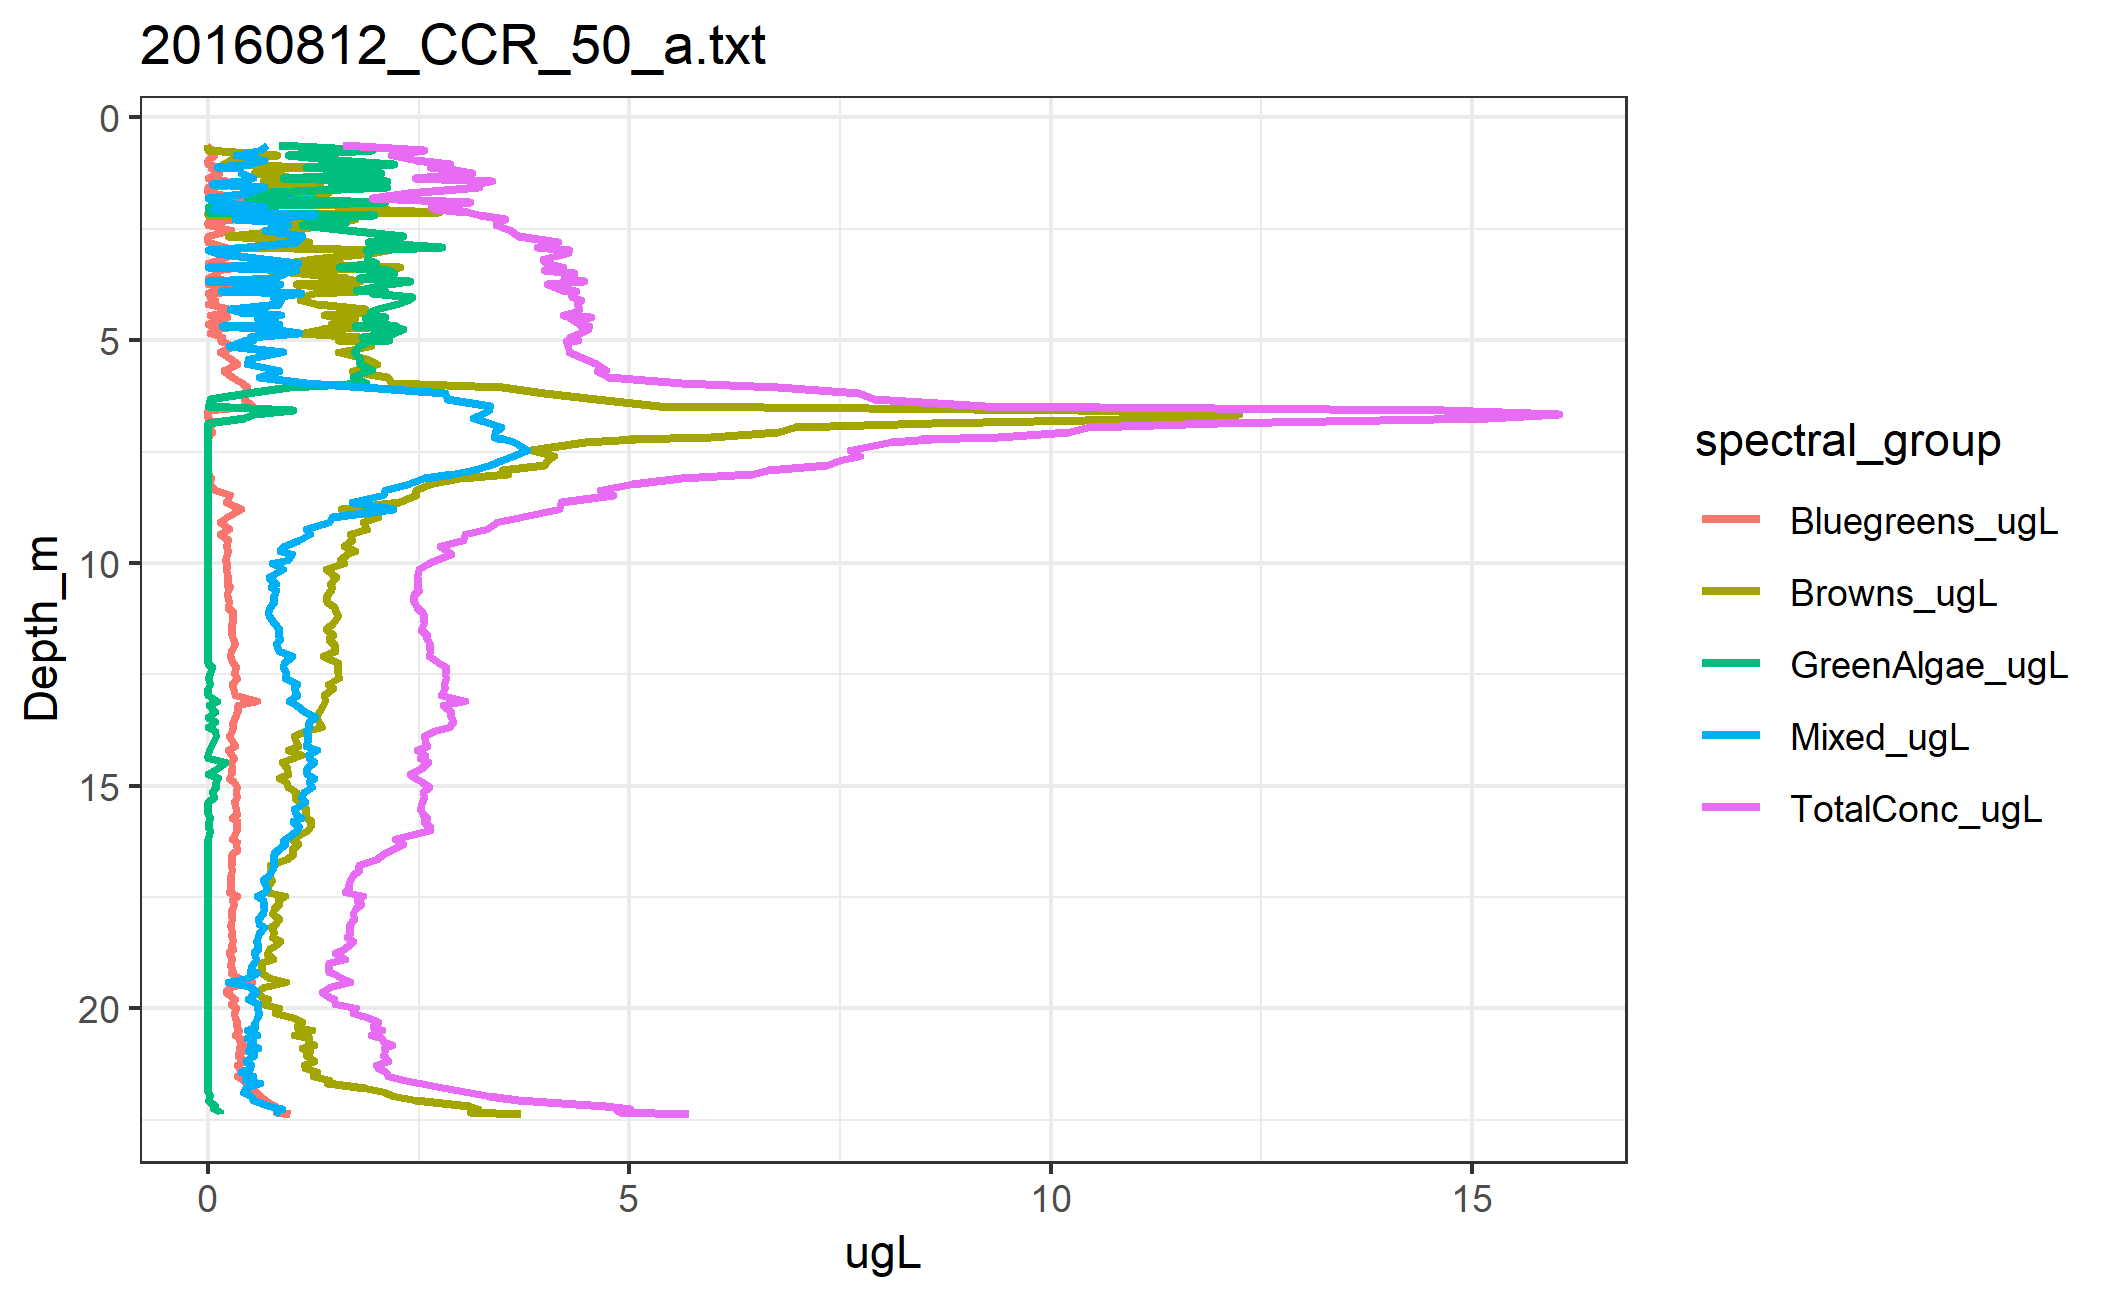 20160812_CCR_50_a.txt
0
5
10
15
20
Depth_m
0
5
10
15
ugL
spectral_group
Bluegreens_ugL
Browns_ugL
GreenAlgae_ugL
Mixed_ugL
TotalConc_ugL